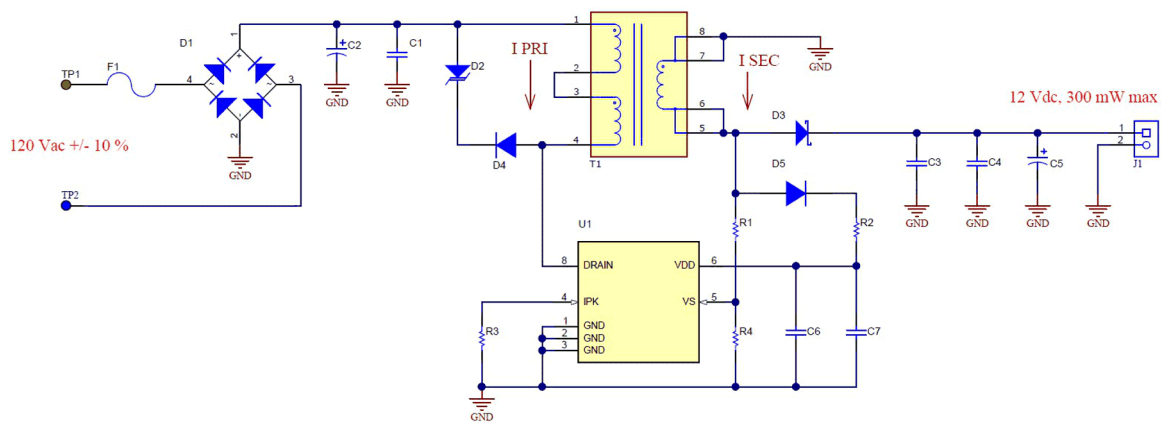 1
8
D1
C2
C1
7
I PRI
I SEC
GND
F1
+
TP1
4
~
~
3
D2
2
GND
GND
3
6
12 Vdc, 300 mW max
-
2
D3
120 Vac +/- 10 %
4
5
1
GND
D4
T1
D5
C3
C4
C5
2
J1
TP2
U1
R1
R2
GND
GND
GND
GND
8
DRAIN
VDD
6
4
IPK
VS
5
R3
1
GND
R4
C6
C7
2
GND
3
GND
GND